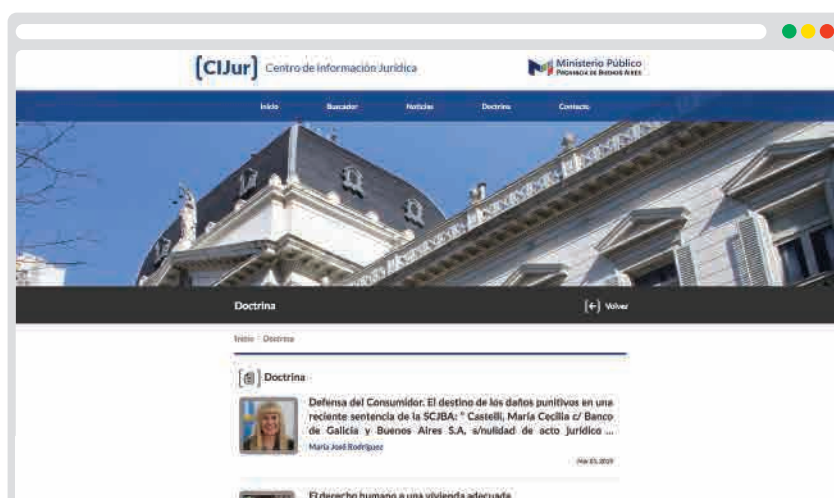 [CIJur] Centro de Información Jurídica
Ministerio Público
PROVINCIA DE BUENOS AIRES
Inicio Buscador Noticias Doctrina Contacto
Doctrina
[←] Volver
Inicio Doctrina
Doctrina
Defensa del Consumidor. El destino de los daños punitivos en una
reciente sentencia de la SCJBA: " Castelli, María Cecilia c/ Banco
de Galicia y Buenos Aires S.A. s/nulidad de acto jurídico ...
María José Rodríguez
2019
El derecho humano a una vivienda adecuada